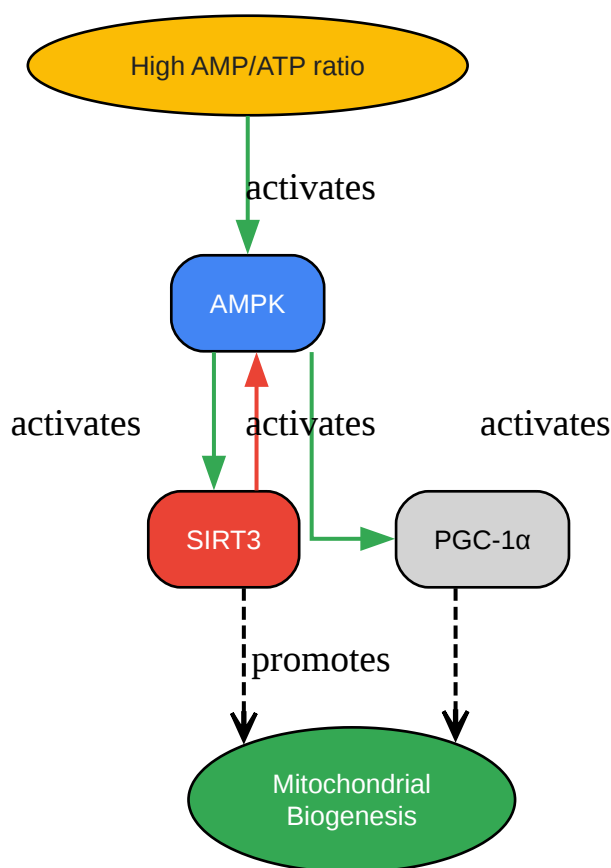 High AMP/ATP ratio
activates
AMPK
activates
activates
activates
SIRT3
PGC-1α
promotes
Mitochondrial
Biogenesis